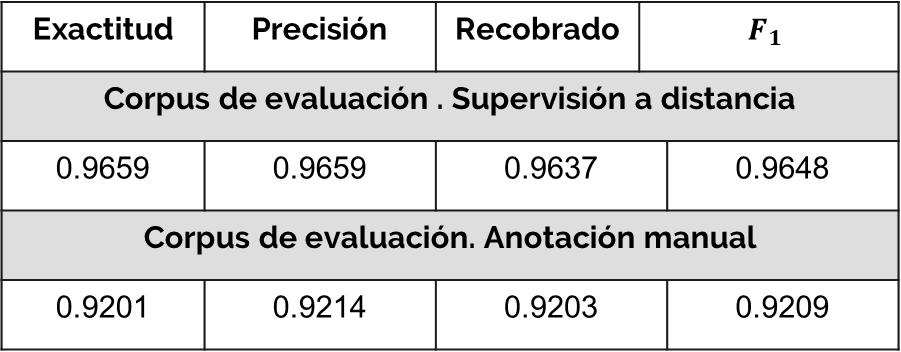 Exactitud Precisión Recobrado F₁
Corpus de evaluación . Supervisión a distancia
0.9659 0.9659 0.9637 0.9648
Corpus de evaluación. Anotación manual
0.9201 0.9214 0.9203 0.9209